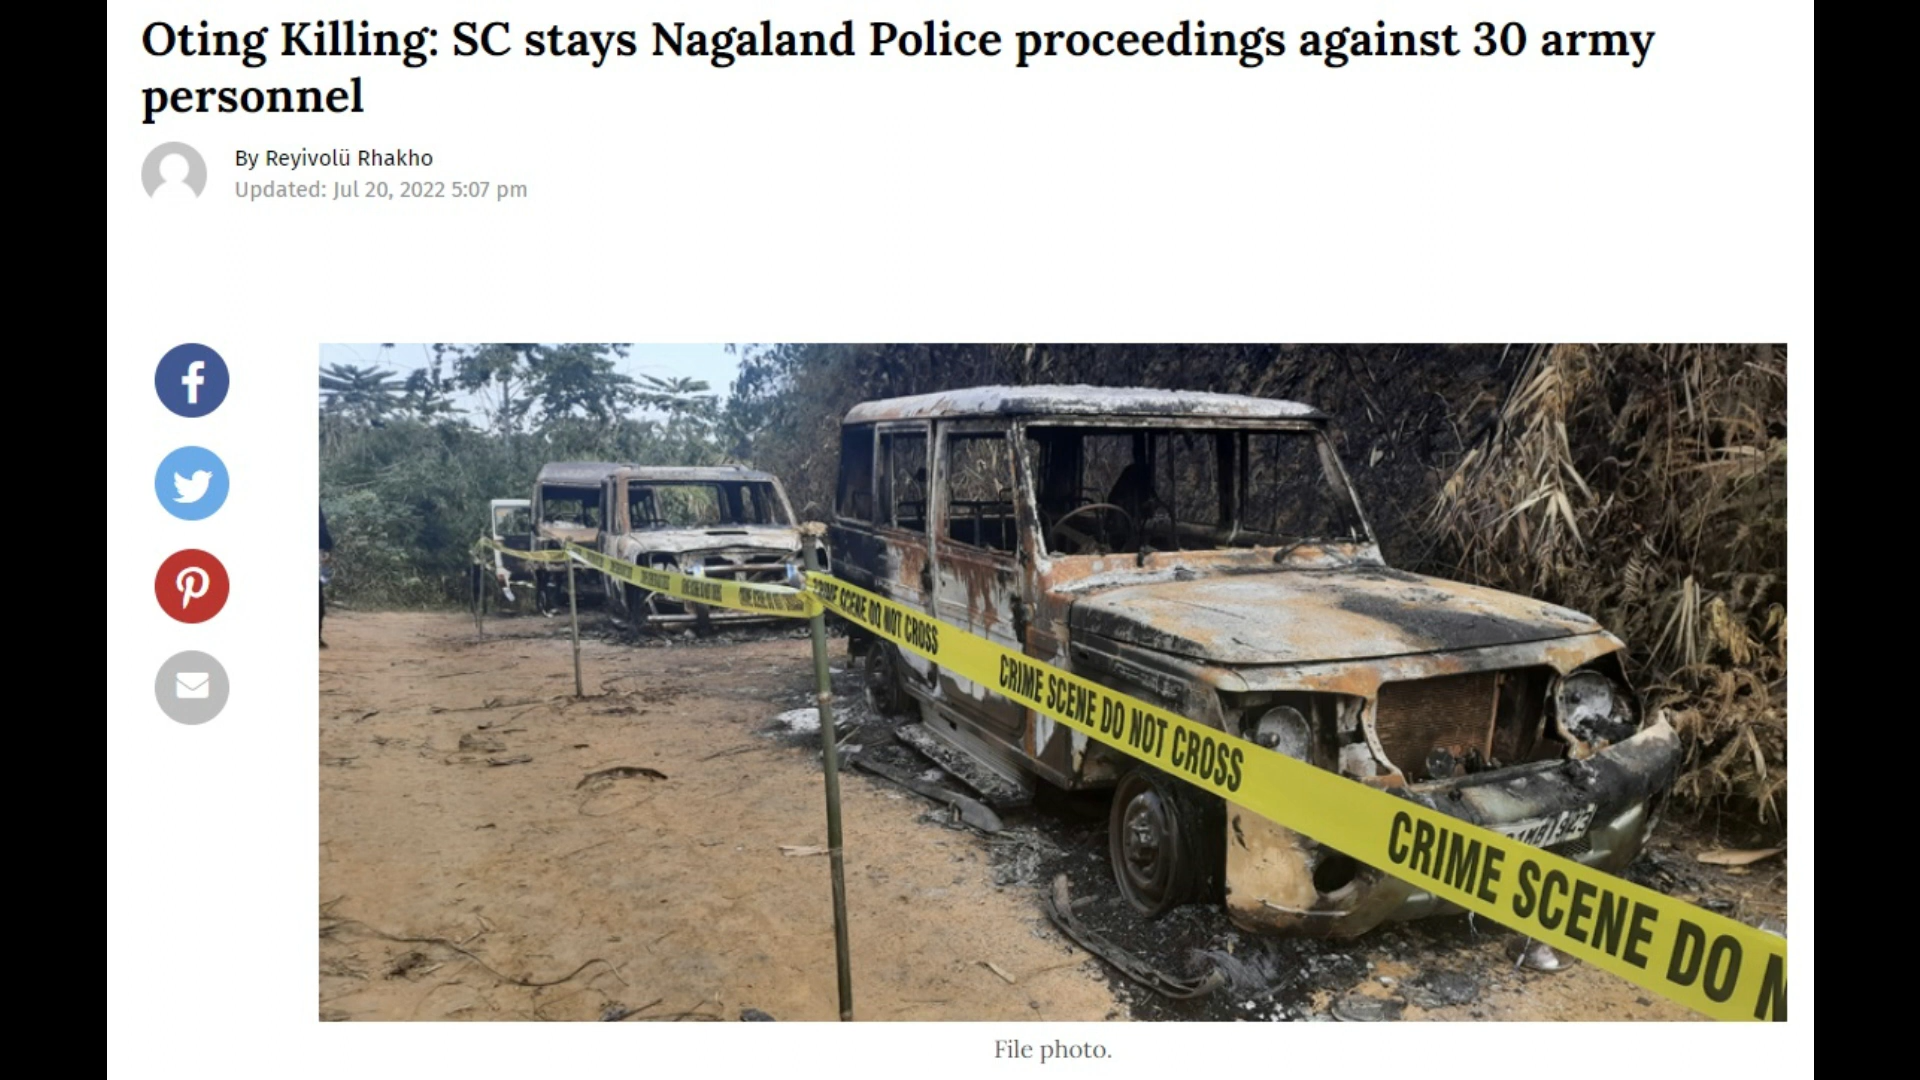 Oting Killing: SC stays Nagaland Police proceedings against 30 army
personnel
By Reyivolü Rhakho
Updated: Jul 20, 2022 5:07 pm
CRIME SCENE DO NOT CROSS
CRIME SCENE DO NOT CROSS
CRIME SCENE DO N
File photo.